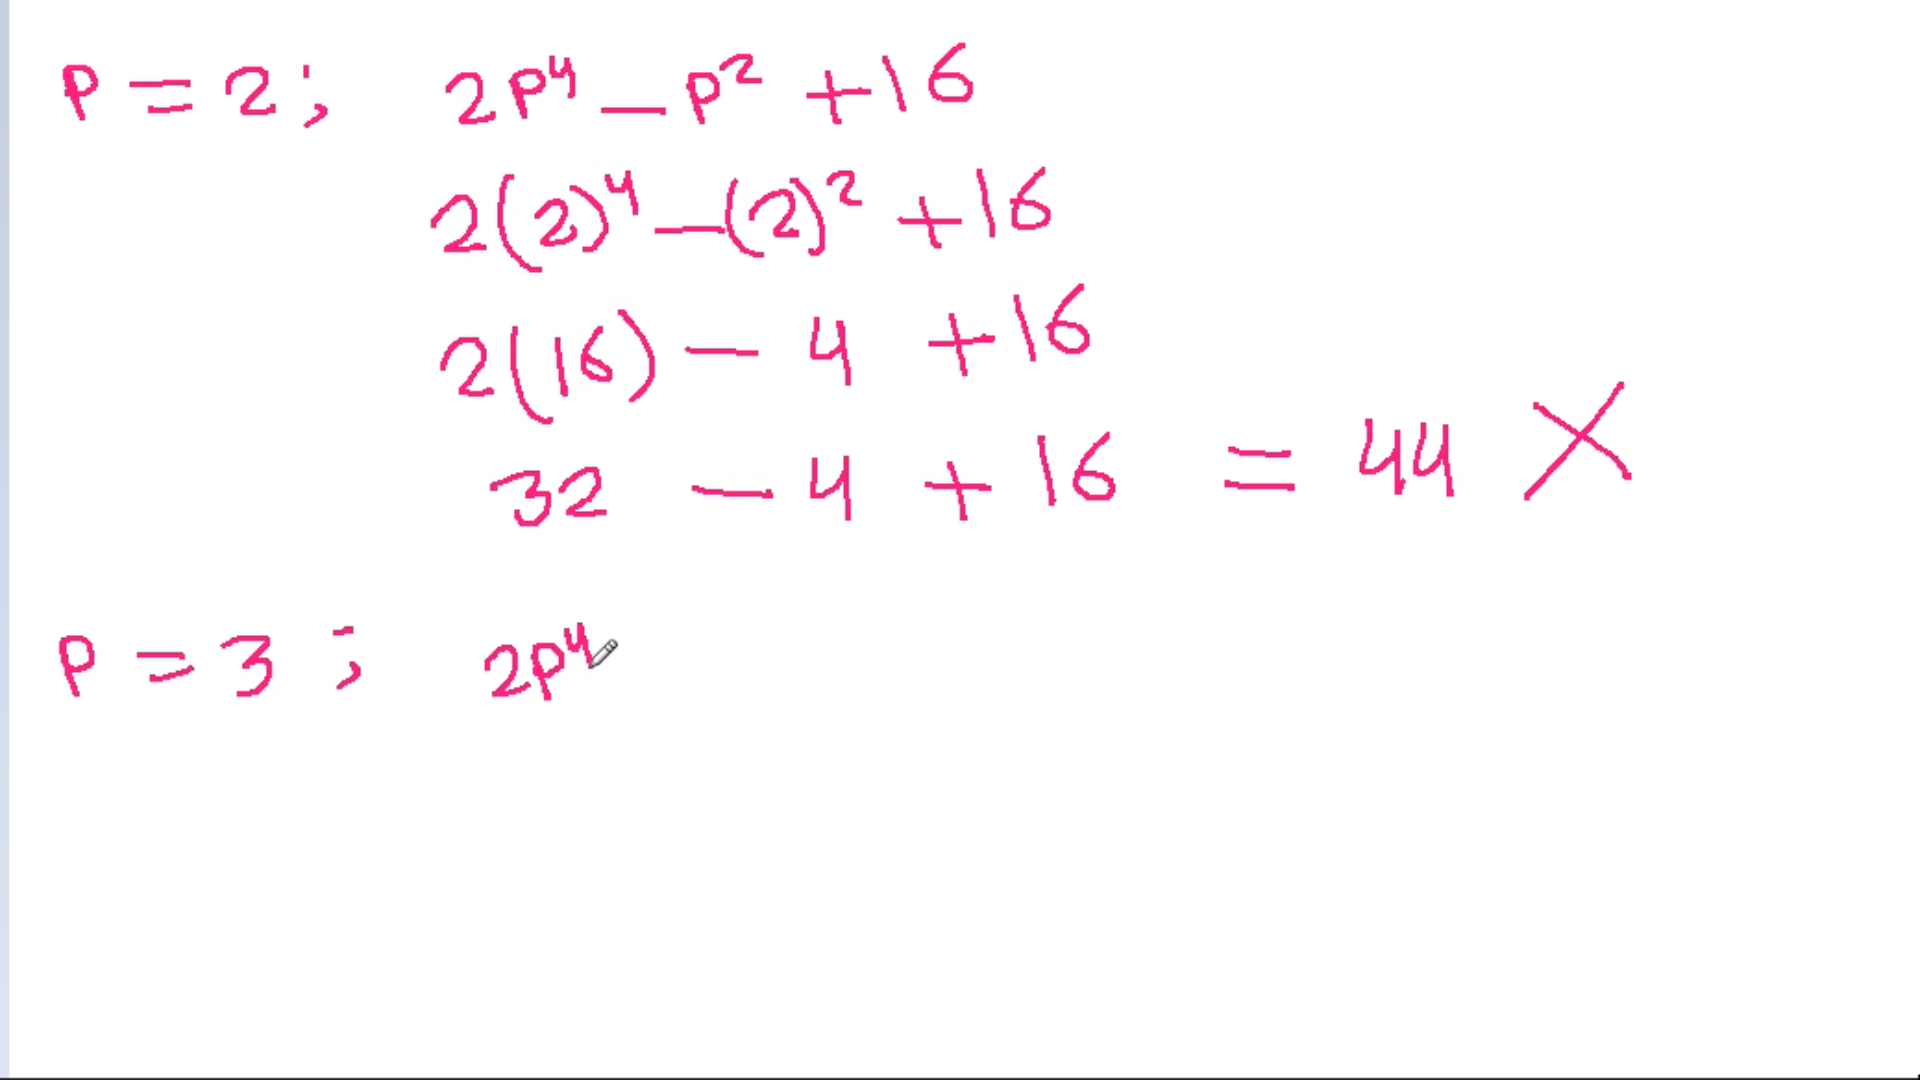 P = 2 ; 2p⁴ - p² + 16
2(2)⁴ - (2)² + 16
2(16) - 4 + 16
32 - 4 + 16 = 44 X
P = 3 ; 2p⁴